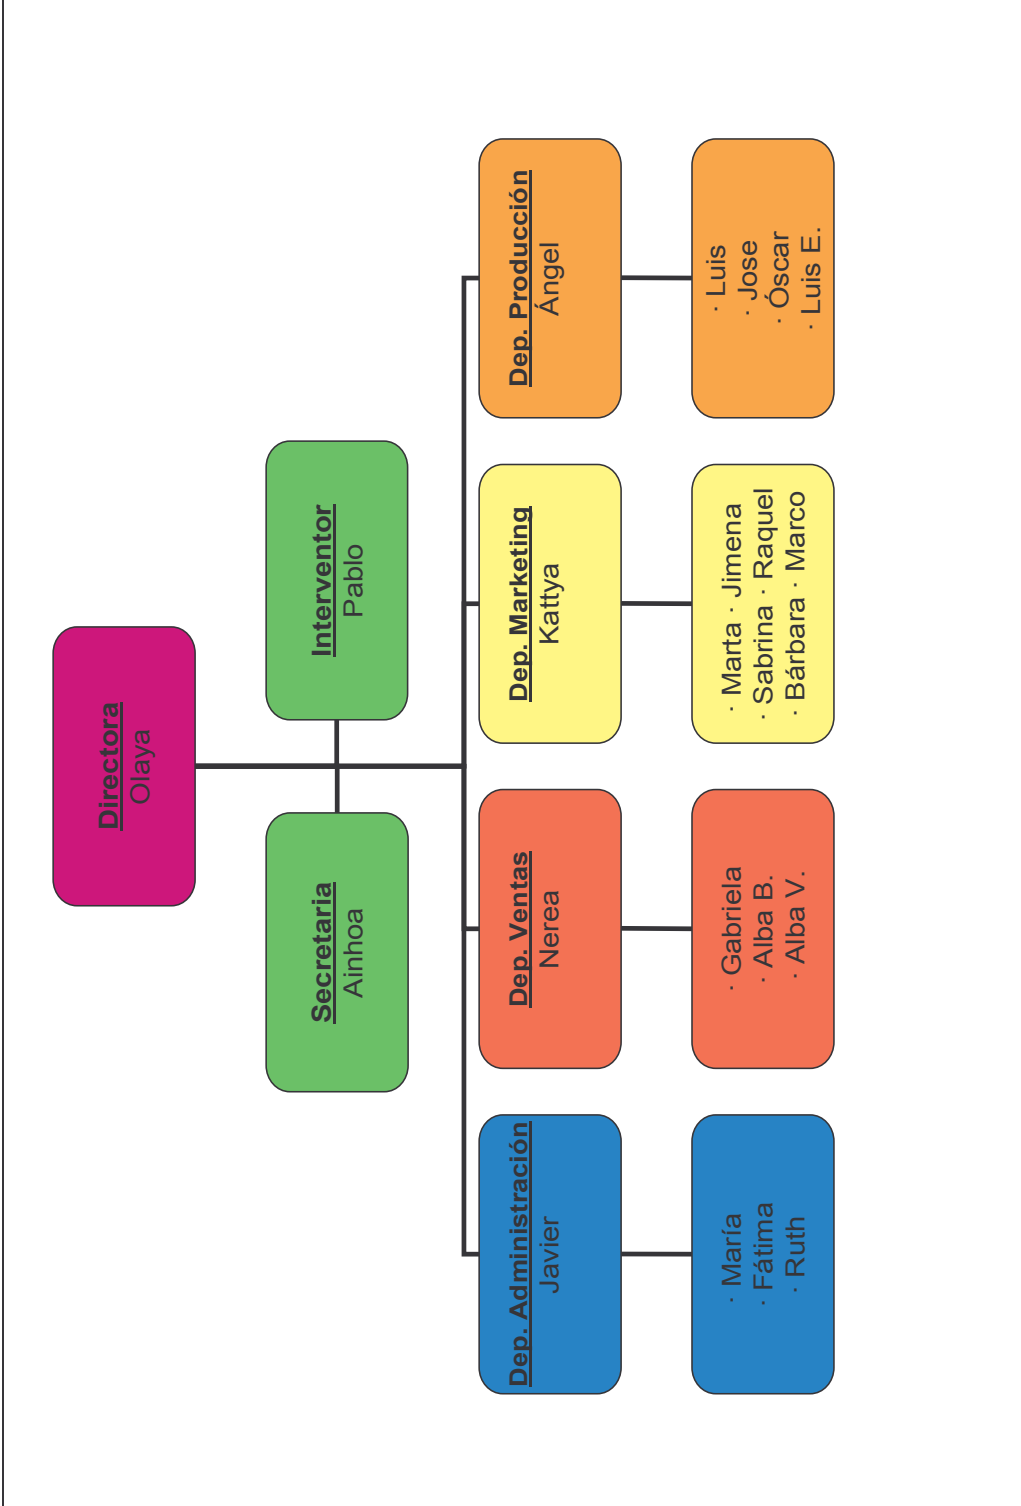 Directora
Olaya
Secretaria
Ainhoa
Interventor
Pablo
Dep. Administración
Javier
Dep. Ventas
Nerea
Dep. Marketing
Kattya
Dep. Producción
Ángel
· María
· Fátima
· Ruth
· Gabriela
· Alba B.
· Alba V.
· Marta · Jimena
· Sabrina · Raquel
· Bárbara · Marco
· Luis
· Jose
· Óscar
· Luis E.